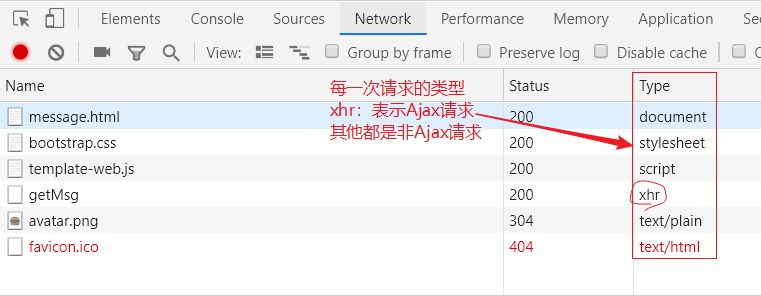 Elements Console Sources Network Performance Memory Application Sec
View: Group by frame Preserve log Disable cache
Name Status Type
message.html 200 document
bootstrap.css 200 stylesheet
template-web.js 200 script
getMsg 200 xhr
avatar.png 304 text/plain
favicon.ico 404 text/html
每一次请求的类型
xhr：表示Ajax请求
其他都是非Ajax请求